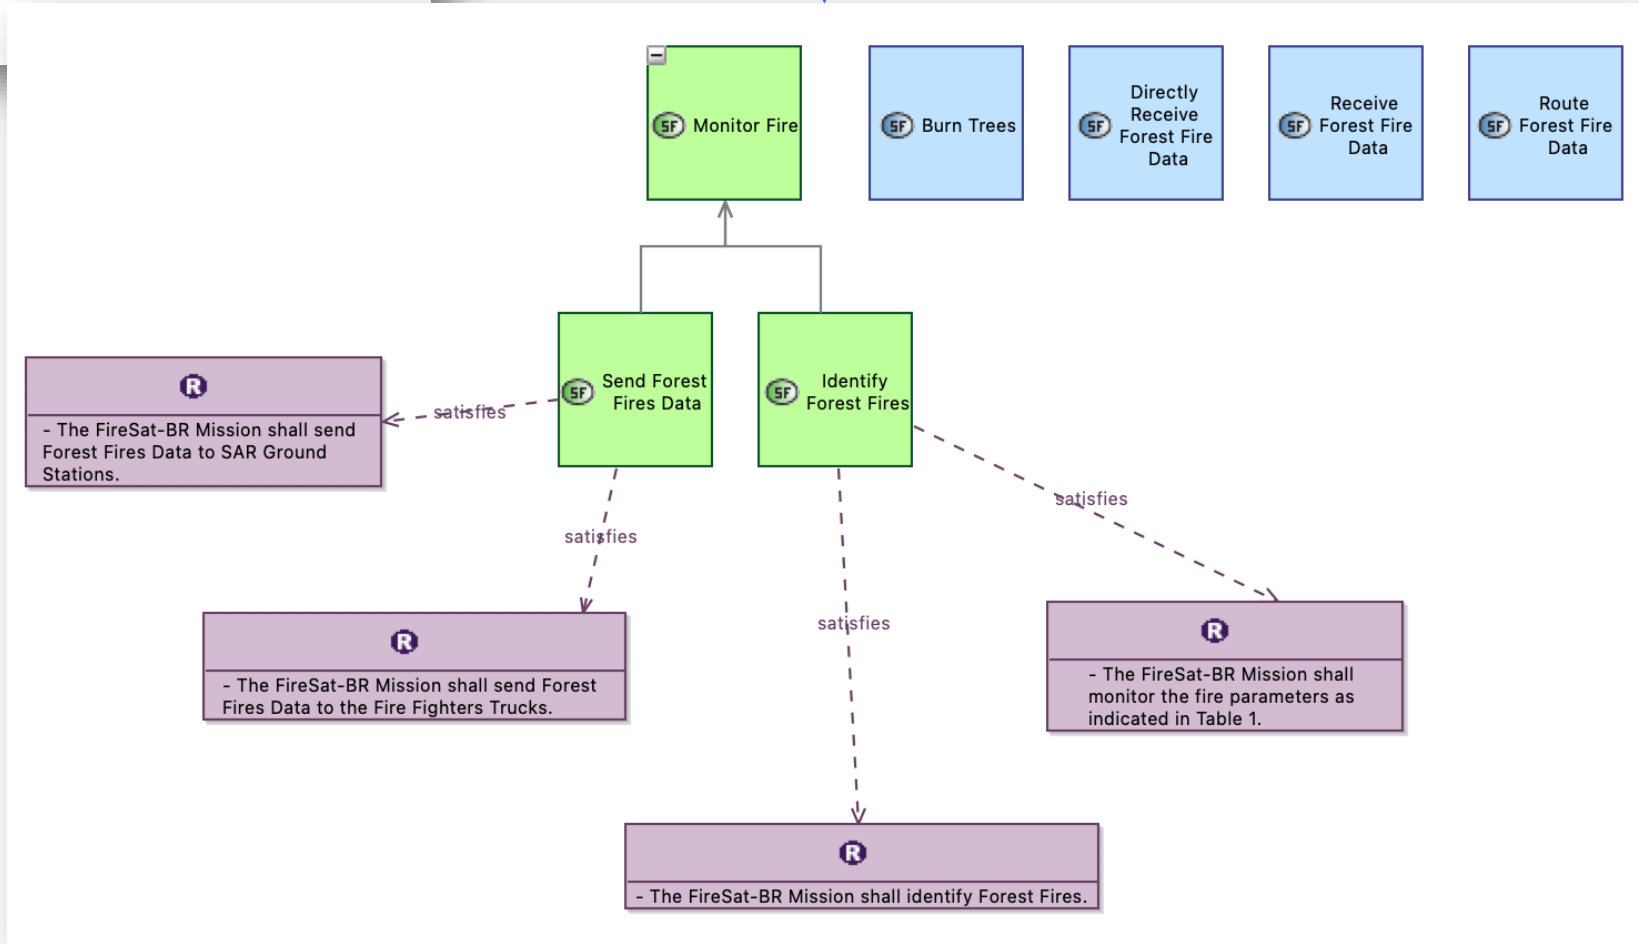 SF
Monitor Fire
SF
Burn Trees
SF
Directly
Receive
Forest Fire
Data
SF
Receive
Forest Fire
Data
SF
Route
Forest Fire
Data
SF
Send Forest
Fires Data
SF
Identify
Forest Fires
R
- The FireSat-BR Mission shall send
Forest Fires Data to SAR Ground
Stations.
satisfies
satisfies
satisfies
satisfies
R
- The FireSat-BR Mission shall send Forest
Fires Data to the Fire Fighters Trucks.
R
- The FireSat-BR Mission shall
monitor the fire parameters as
indicated in Table 1.
R
- The FireSat-BR Mission shall identify Forest Fires.